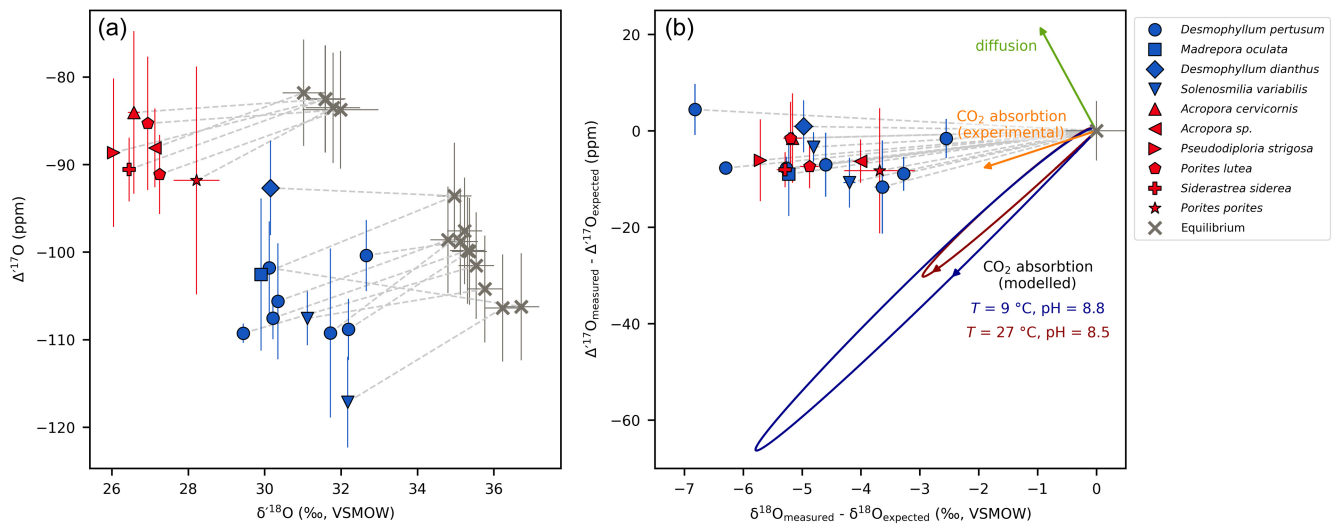 (a)
−80
−90
−100
−110
−120
Δ′¹⁷O (ppm)
26
28
30
32
34
36
δ′¹⁸O (‰, VSMOW)
(b)
20
0
−20
−40
−60
Δ′¹⁷Omeasured - Δ′¹⁷Oexpected (ppm)
diffusion
CO₂ absorbtion
(experimental)
CO₂ absorbtion
(modelled)
T = 9 °C, pH = 8.8
T = 27 °C, pH = 8.5
−7
−6
−5
−4
−3
−2
−1
0
δ¹⁸Omeasured - δ¹⁸Oexpected (‰, VSMOW)
Desmophyllum pertusum
Madrepora oculata
Desmophyllum dianthus
Solenosmilia variabilis
Acropora cervicornis
Acropora sp.
Pseudodiploria strigosa
Porites lutea
Siderastrea siderea
Porites porites
Equilibrium